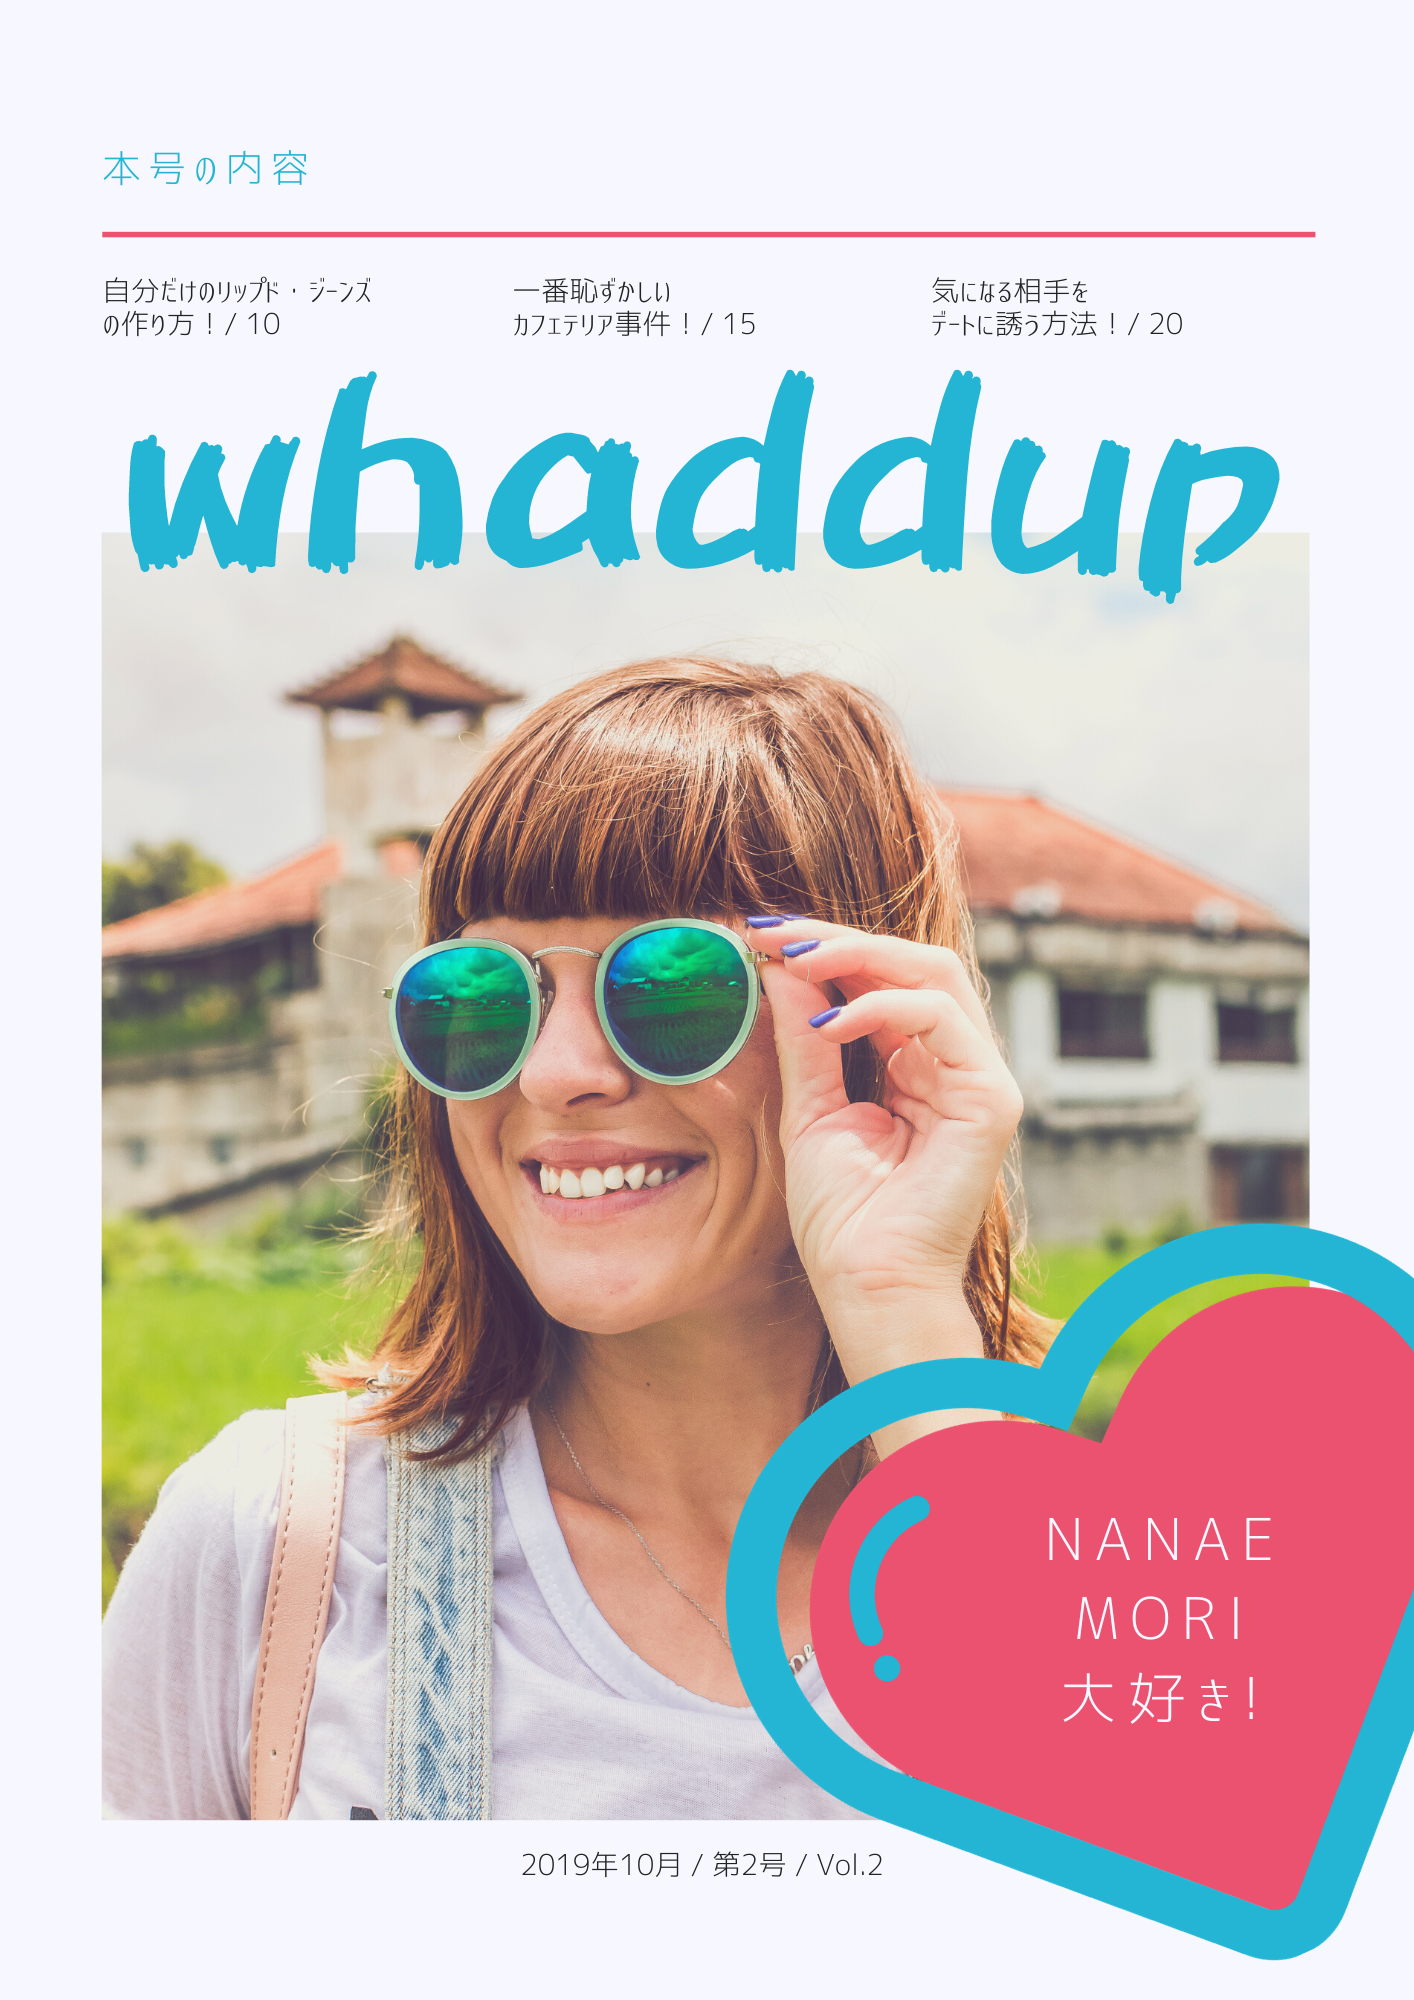 本号の内容
自分だけのリップド・ジーンズ
の作り方！/ 10
一番恥ずかしい
カフェテリア事件！/ 15
気になる相手を
デートに誘う方法！/ 20
whaddup
NANAE
MORI
大好き!
2019年10月 / 第2号 / Vol.2